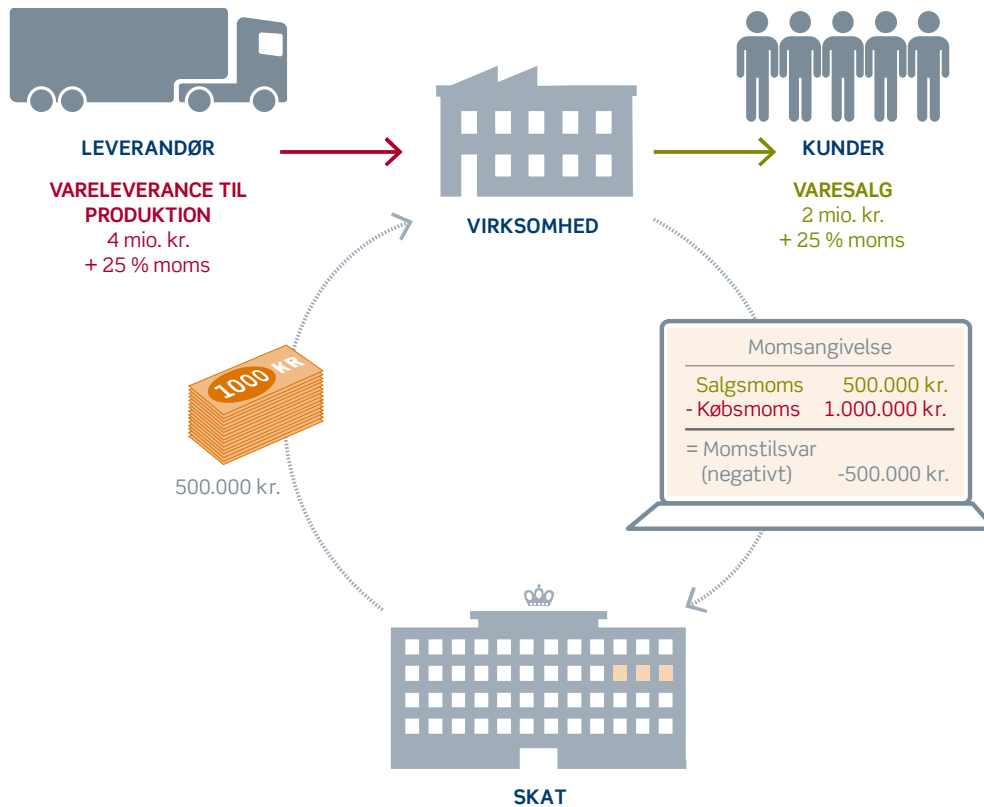 LEVERANDØR
VARELEVERANCE TIL
PRODUKTION
4 mio. kr.
+ 25 % moms
VIRKSOMHED
KUNDER
VARESALG
2 mio. kr.
+ 25 % moms
Momsangivelse
Salgsmoms 500.000 kr.
- Købsmoms 1.000.000 kr.
= Momstilsvar
(negativt) -500.000 kr.
1000 KR
500.000 kr.
SKAT